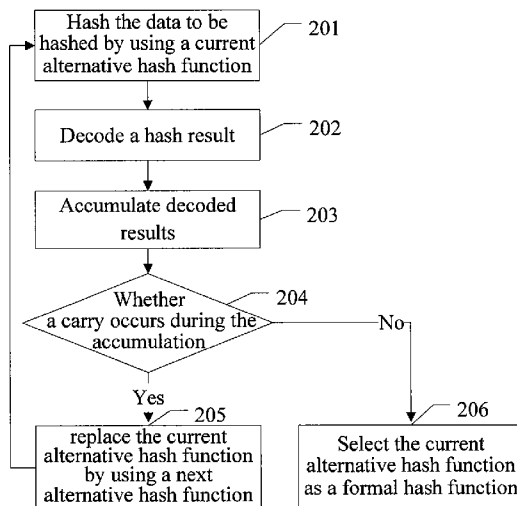 Hash the data to be
hashed by using a current
alternative hash function
201
Decode a hash result
202
Accumulate decoded
results
203
Whether
a carry occurs during the
accumulation
204
No
Yes
205
replace the current
alternative hash function
by using a next
alternative hash function
206
Select the current
alternative hash function
as a formal hash function